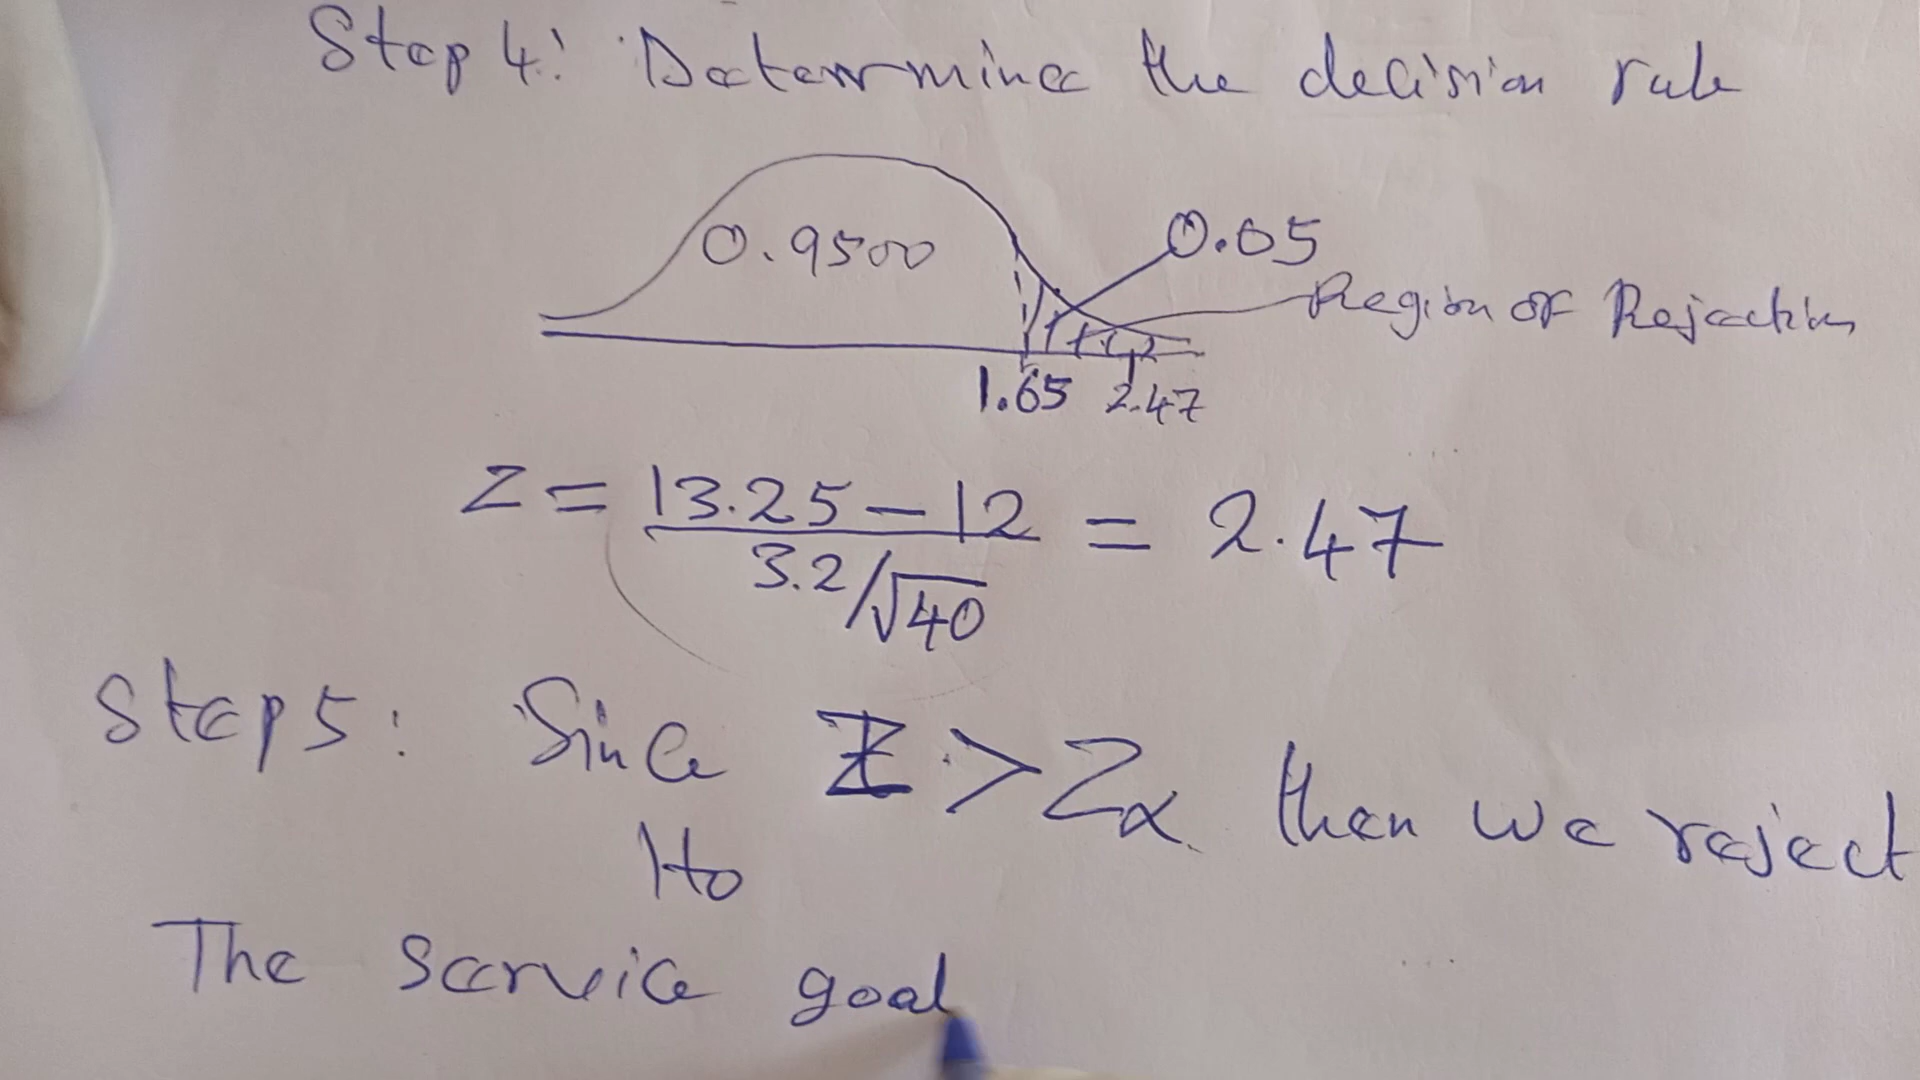 Step 4: Determine the decision rule
0.9500
0.05
Region of Rejection
1.65 2.47
Z = 13.25 - 12 / 3.2/√40 = 2.47
Step 5: Since Z > Zα then we reject
Ho
The service goal